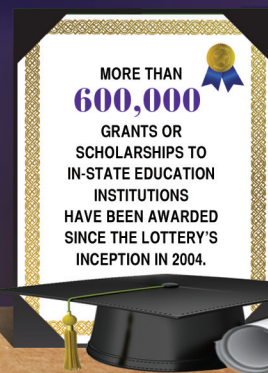 MORE THAN
600,000
GRANTS OR
SCHOLARSHIPS TO
IN-STATE EDUCATION
INSTITUTIONS
HAVE BEEN AWARDED
SINCE THE LOTTERY'S
INCEPTION IN 2004.